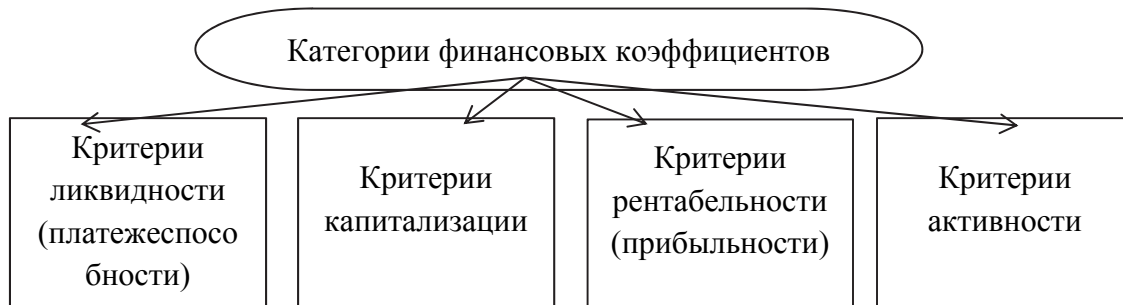 Категории финансовых коэффициентов
Критерии
ликвидности
(платежеспосо
бности)
Критерии
капитализации
Критерии
рентабельности
(прибыльности)
Критерии
активности